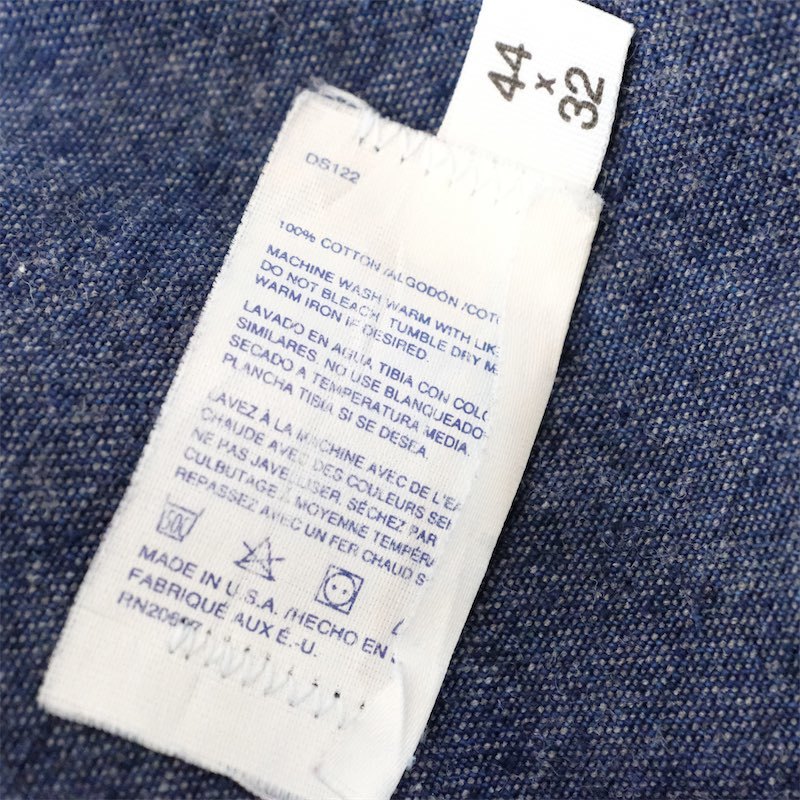 44
x
32
DS122
100% COTTON /ALGODÓN /COT
MACHINE WASH WARM WITH LIK
DO NOT BLEACH, TUMBLE DRY M
WARM IRON IF DESIRED.
LAVADO EN AGUA TIBIA CON COLO
SIMILARES, NO USE BLANQUEADO
SECADO A TEMPERATURA MEDIA,
PLANCHA TIBIA SI SE DESEA.
LAVEZ À LA MACHINE AVEC DE L'EA
CHAUDE AVEC DES COULEURS SEM
NE PAS JAVELLISER, SÉCHEZ PAR
CULBUTAGE À MOYENNE TEMPÉRA
REPASSEZ AVEC UN FER CHAUD S
MADE IN U.S.A. /HECHO EN
FABRIQUÉ AUX É.-U.